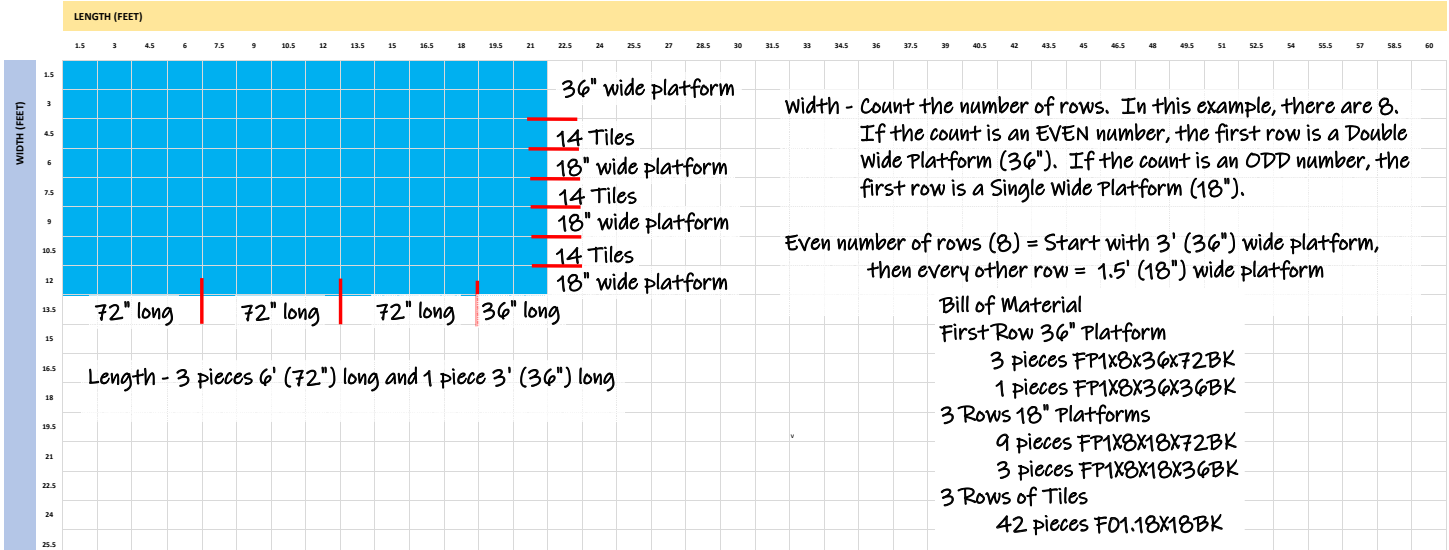 LENGTH (FEET)
1.5 3 4.5 6 7.5 9 10.5 12 13.5 15 16.5 18 19.5 21 22.5 24 25.5 27 28.5 30 31.5 33 34.5 36 37.5 39 40.5 42 43.5 45 46.5 48 49.5 51 52.5 54 55.5 57 58.5 60
WIDTH (FEET)
1.5
3
4.5
6
7.5
9
10.5
12
13.5
15
16.5
18
19.5
21
22.5
24
25.5
36" wide platform
14 Tiles
18" wide platform
14 Tiles
18" wide platform
14 Tiles
18" wide platform
72" long 72" long 72" long 36" long
Length - 3 pieces 6' (72") long and 1 piece 3' (36") long
Width - Count the number of rows. In this example, there are 8.
If the count is an EVEN number, the first row is a Double
Wide Platform (36"). If the count is an ODD number, the
first row is a Single Wide Platform (18").
Even number of rows (8) = Start with 3' (36") wide platform,
then every other row = 1.5' (18") wide platform
Bill of Material
First Row 36" Platform
3 pieces FP1X8X36X72BK
1 pieces FP1X8X36X36BK
3 Rows 18" Platforms
9 pieces FP1X8X18X72BK
3 pieces FP1X8X18X36BK
3 Rows of Tiles
42 pieces F01.18X18BK
v